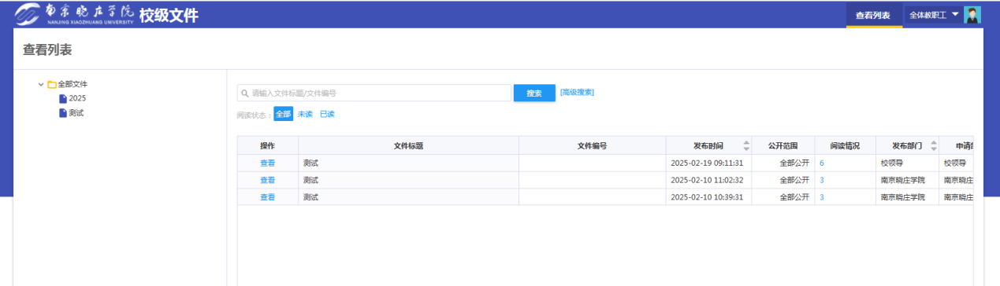 南京晓庄学院 校级文件 查看列表 全体教职工
NANJING XIAOZHUANG UNIVERSITY
查看列表
全部文件
2025
测试
请输入文件标题/文件编号 搜索 [高级搜索]
阅读状态： 全部 未读 已读
操作 文件标题 文件编号 发布时间 公开范围 阅读情况 发布部门 申请
查看 测试 2025-02-19 09:11:31 全部公开 6 校领导 校领导
查看 测试 2025-02-10 11:02:32 全部公开 3 南京晓庄学院 南京晓庄
查看 测试 2025-02-10 10:39:31 全部公开 3 南京晓庄学院 南京晓庄